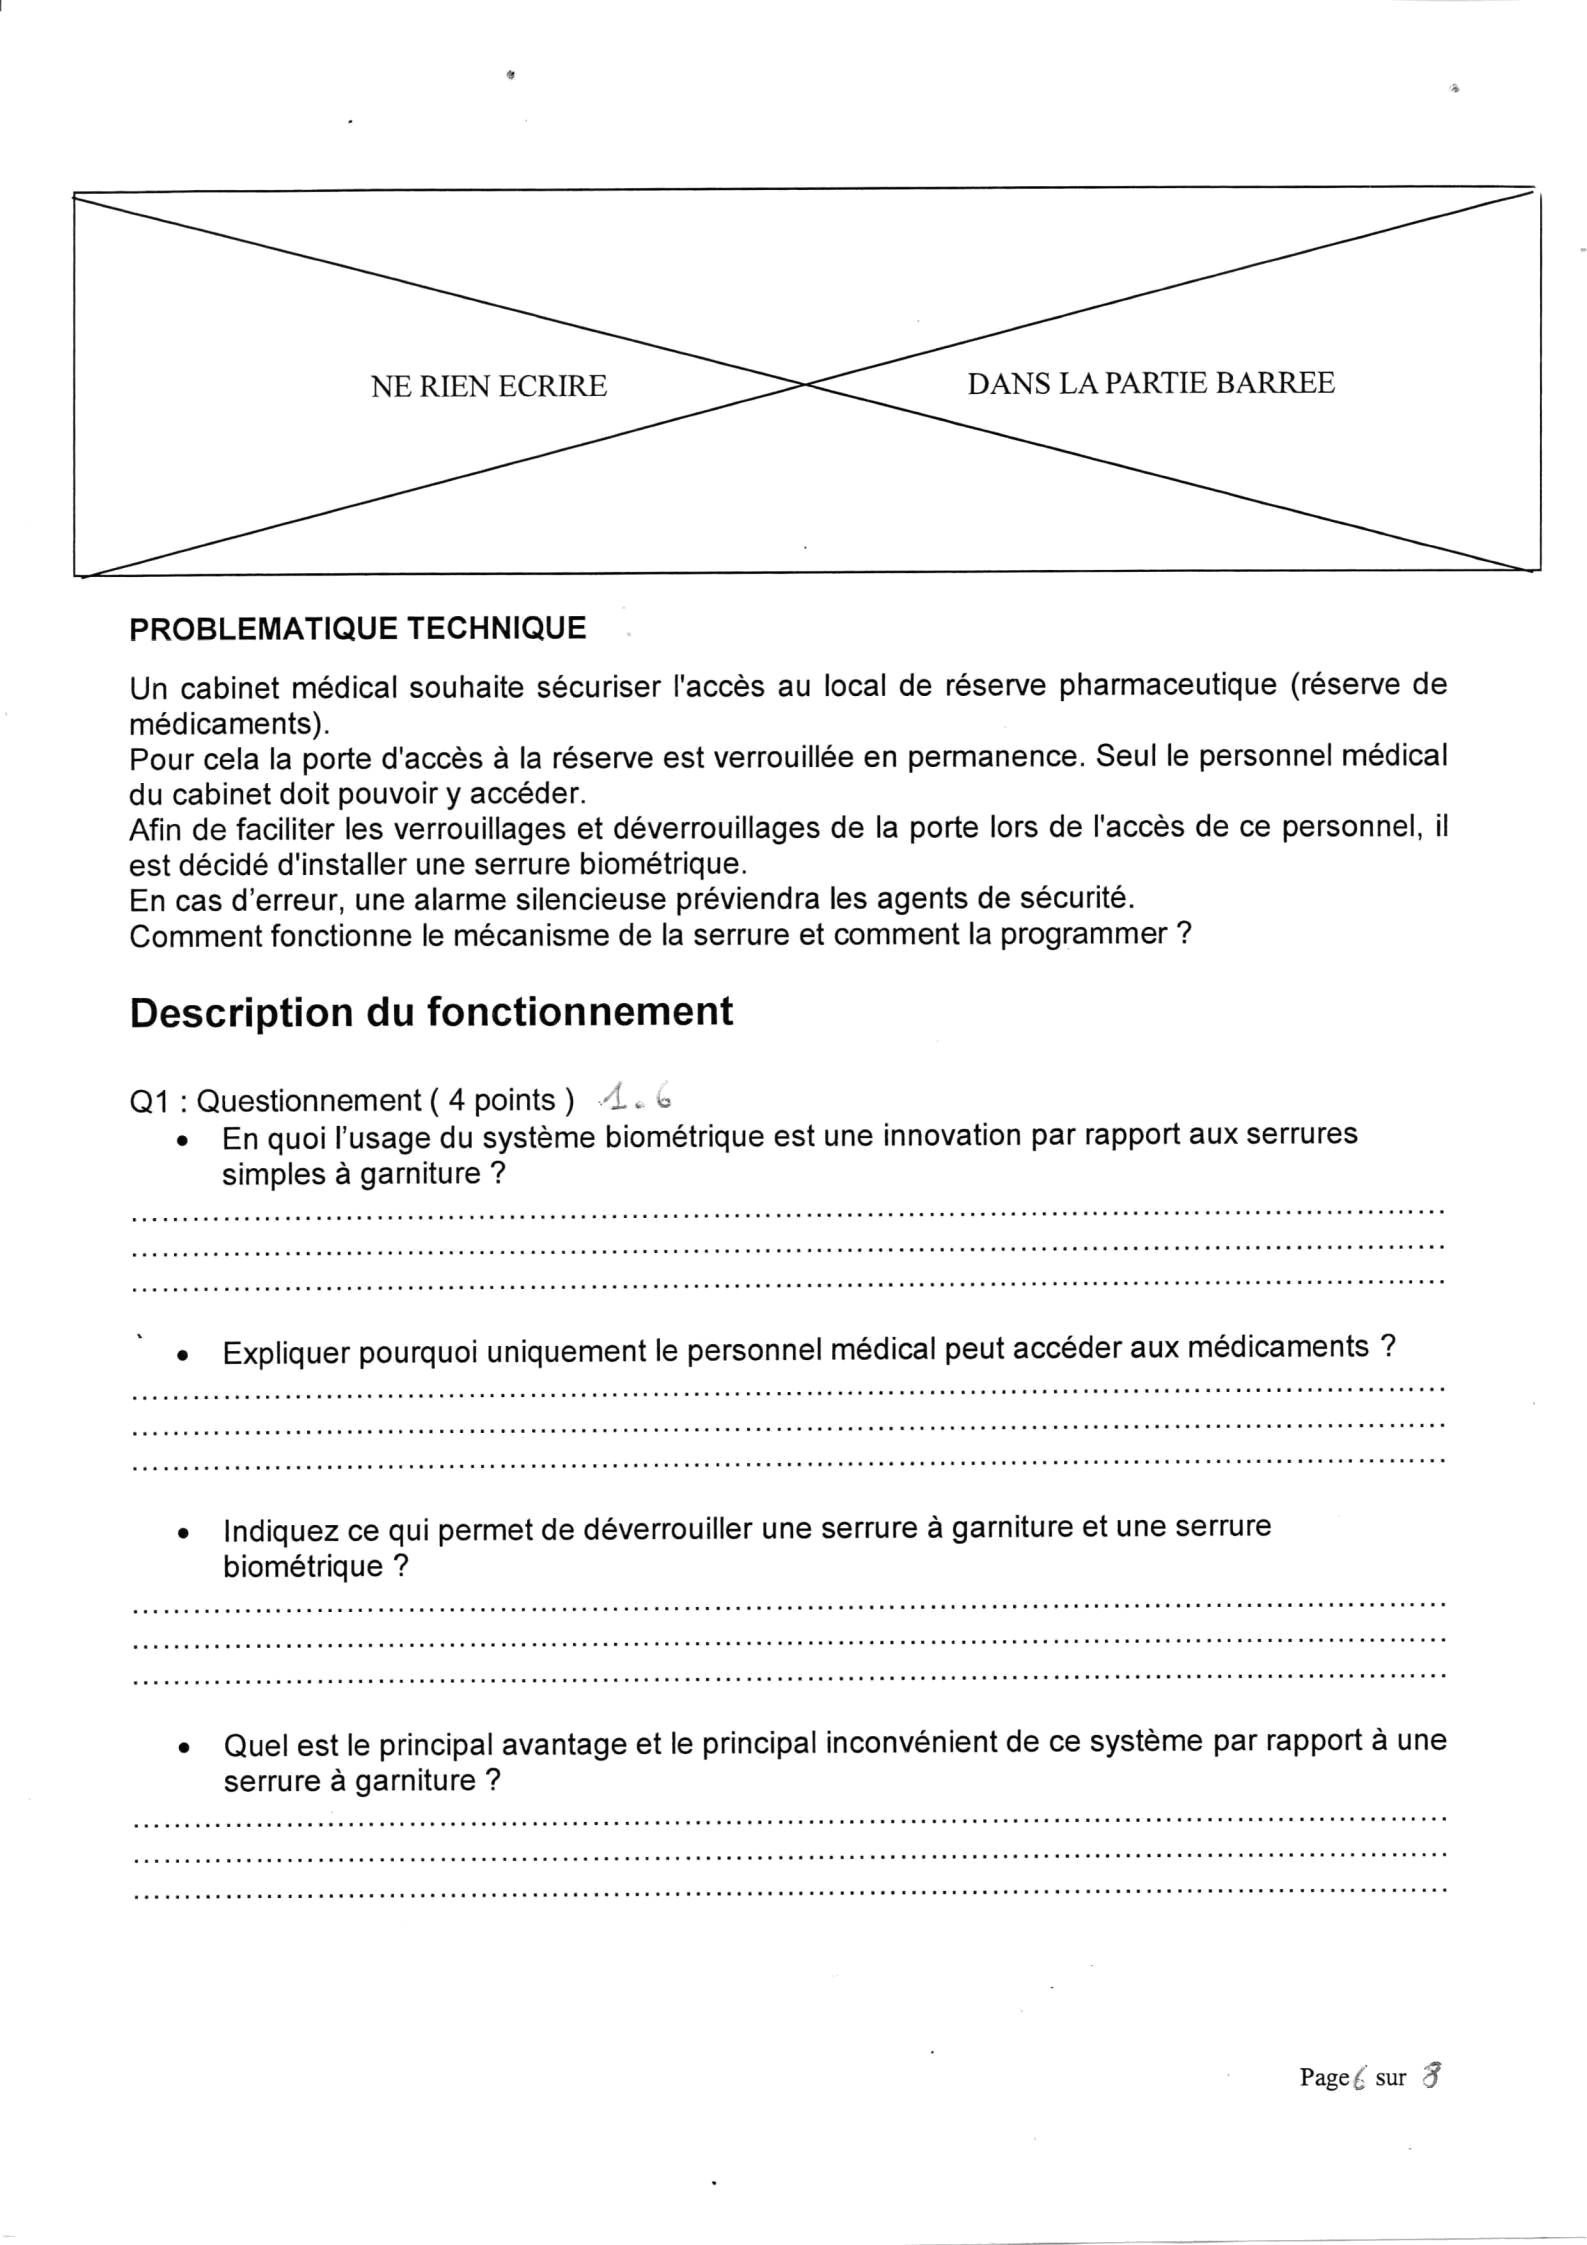 NE RIEN ECRIRE DANS LA PARTIE BARREE
PROBLEMATIQUE TECHNIQUE
Un cabinet médical souhaite sécuriser l'accès au local de réserve pharmaceutique (réserve de
médicaments).
Pour cela la porte d'accès à la réserve est verrouillée en permanence. Seul le personnel médical
du cabinet doit pouvoir y accéder.
Afin de faciliter les verrouillages et déverrouillages de la porte lors de l'accès de ce personnel, il
est décidé d'installer une serrure biométrique.
En cas d'erreur, une alarme silencieuse préviendra les agents de sécurité.
Comment fonctionne le mécanisme de la serrure et comment la programmer ?
Description du fonctionnement
Q1 : Questionnement ( 4 points ) 1.6
• En quoi l'usage du système biométrique est une innovation par rapport aux serrures
simples à garniture ?
• Expliquer pourquoi uniquement le personnel médical peut accéder aux médicaments ?
• Indiquez ce qui permet de déverrouiller une serrure à garniture et une serrure
biométrique ?
• Quel est le principal avantage et le principal inconvénient de ce système par rapport à une
serrure à garniture ?
Page 6 sur 8